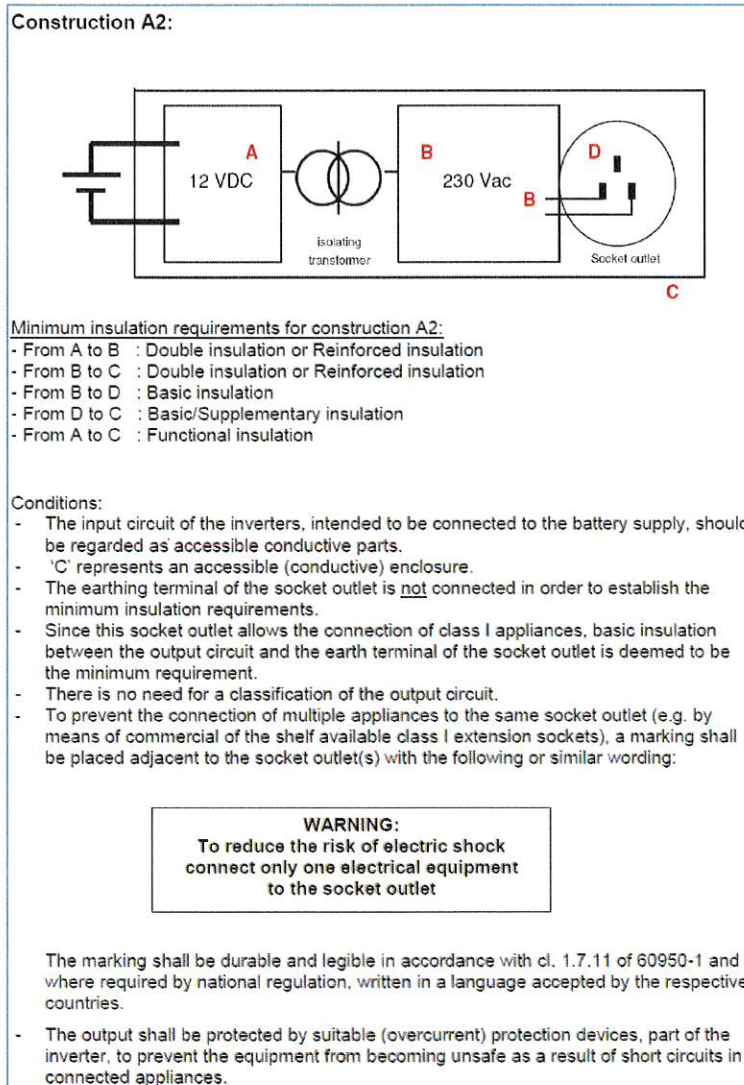 Construction A2:
A
B
D
12 VDC
230 Vac
B
isolating
transformer
Socket outlet
C
Minimum insulation requirements for construction A2:
- From A to B : Double insulation or Reinforced insulation
- From B to C : Double insulation or Reinforced insulation
- From B to D : Basic insulation
- From D to C : Basic/Supplementary insulation
- From A to C : Functional insulation
Conditions:
- The input circuit of the inverters, intended to be connected to the battery supply, should
be regarded as accessible conductive parts.
- 'C' represents an accessible (conductive) enclosure.
- The earthing terminal of the socket outlet is not connected in order to establish the
minimum insulation requirements.
- Since this socket outlet allows the connection of class I appliances, basic insulation
between the output circuit and the earth terminal of the socket outlet is deemed to be
the minimum requirement.
- There is no need for a classification of the output circuit.
- To prevent the connection of multiple appliances to the same socket outlet (e.g. by
means of commercial of the shelf available class I extension sockets), a marking shall
be placed adjacent to the socket outlet(s) with the following or similar wording:
WARNING:
To reduce the risk of electric shock
connect only one electrical equipment
to the socket outlet
The marking shall be durable and legible in accordance with cl. 1.7.11 of 60950-1 and
where required by national regulation, written in a language accepted by the respective
countries.
- The output shall be protected by suitable (overcurrent) protection devices, part of the
inverter, to prevent the equipment from becoming unsafe as a result of short circuits in
connected appliances.